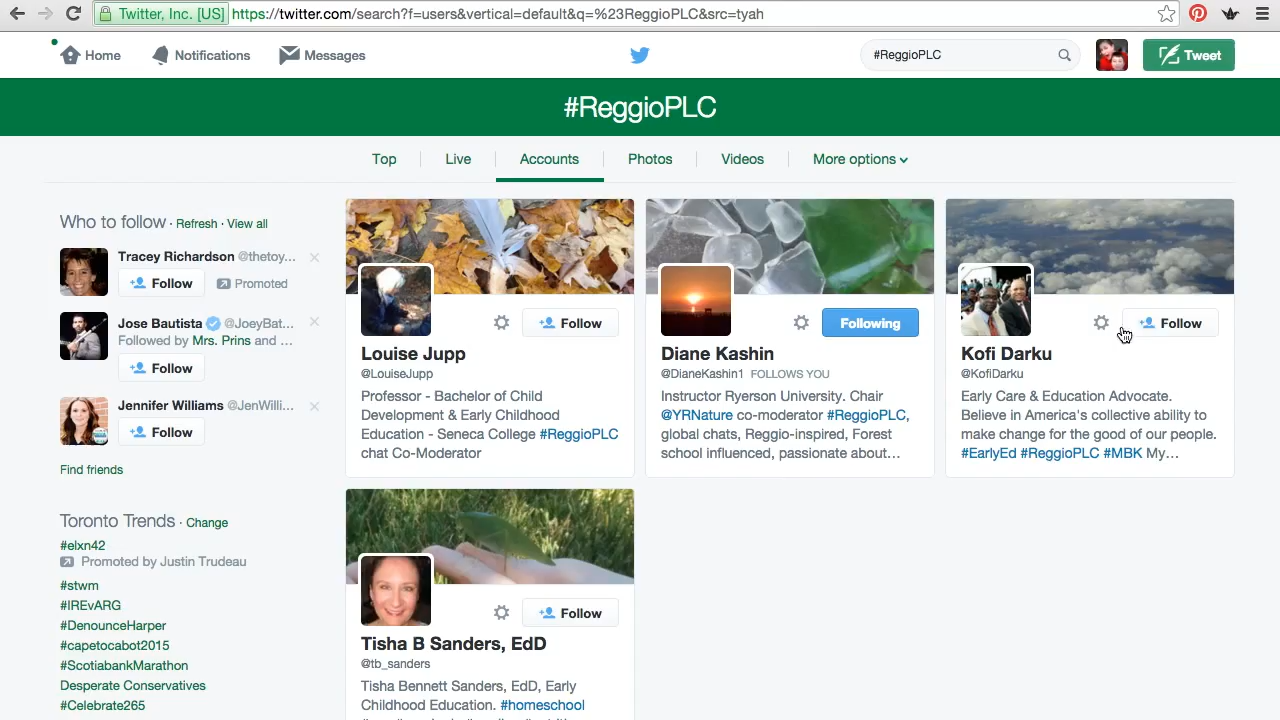 Twitter, Inc. [US]
https://twitter.com/search?f=users&vertical=default&q=%23ReggioPLC&src=tyah
Home
Notifications
Messages
#ReggioPLC
Tweet
#ReggioPLC
Top
Live
Accounts
Photos
Videos
More options
Who to follow · Refresh · View all
Tracey Richardson @thetoy...
Follow
Promoted
Jose Bautista @JoeyBat...
Followed by Mrs. Prins and ...
Follow
Jennifer Williams @JenWilli...
Follow
Find friends
Toronto Trends · Change
#elxn42
Promoted by Justin Trudeau
#stwm
#IREvARG
#DenounceHarper
#capetocabot2015
#ScotiabankMarathon
Desperate Conservatives
#Celebrate265
Follow
Louise Jupp
@LouiseJupp
Professor - Bachelor of Child
Development & Early Childhood
Education - Seneca College #ReggioPLC
chat Co-Moderator
Following
Diane Kashin
@DianeKashin1 FOLLOWS YOU
Instructor Ryerson University. Chair
@YRNature co-moderator #ReggioPLC,
global chats, Reggio-inspired, Forest
school influenced, passionate about…
Follow
Kofi Darku
@KofiDarku
Early Care & Education Advocate.
Believe in America's collective ability to
make change for the good of our people.
#EarlyEd #ReggioPLC #MBK My…
Follow
Tisha B Sanders, EdD
@tb_sanders
Tisha Bennett Sanders, EdD, Early
Childhood Education. #homeschool